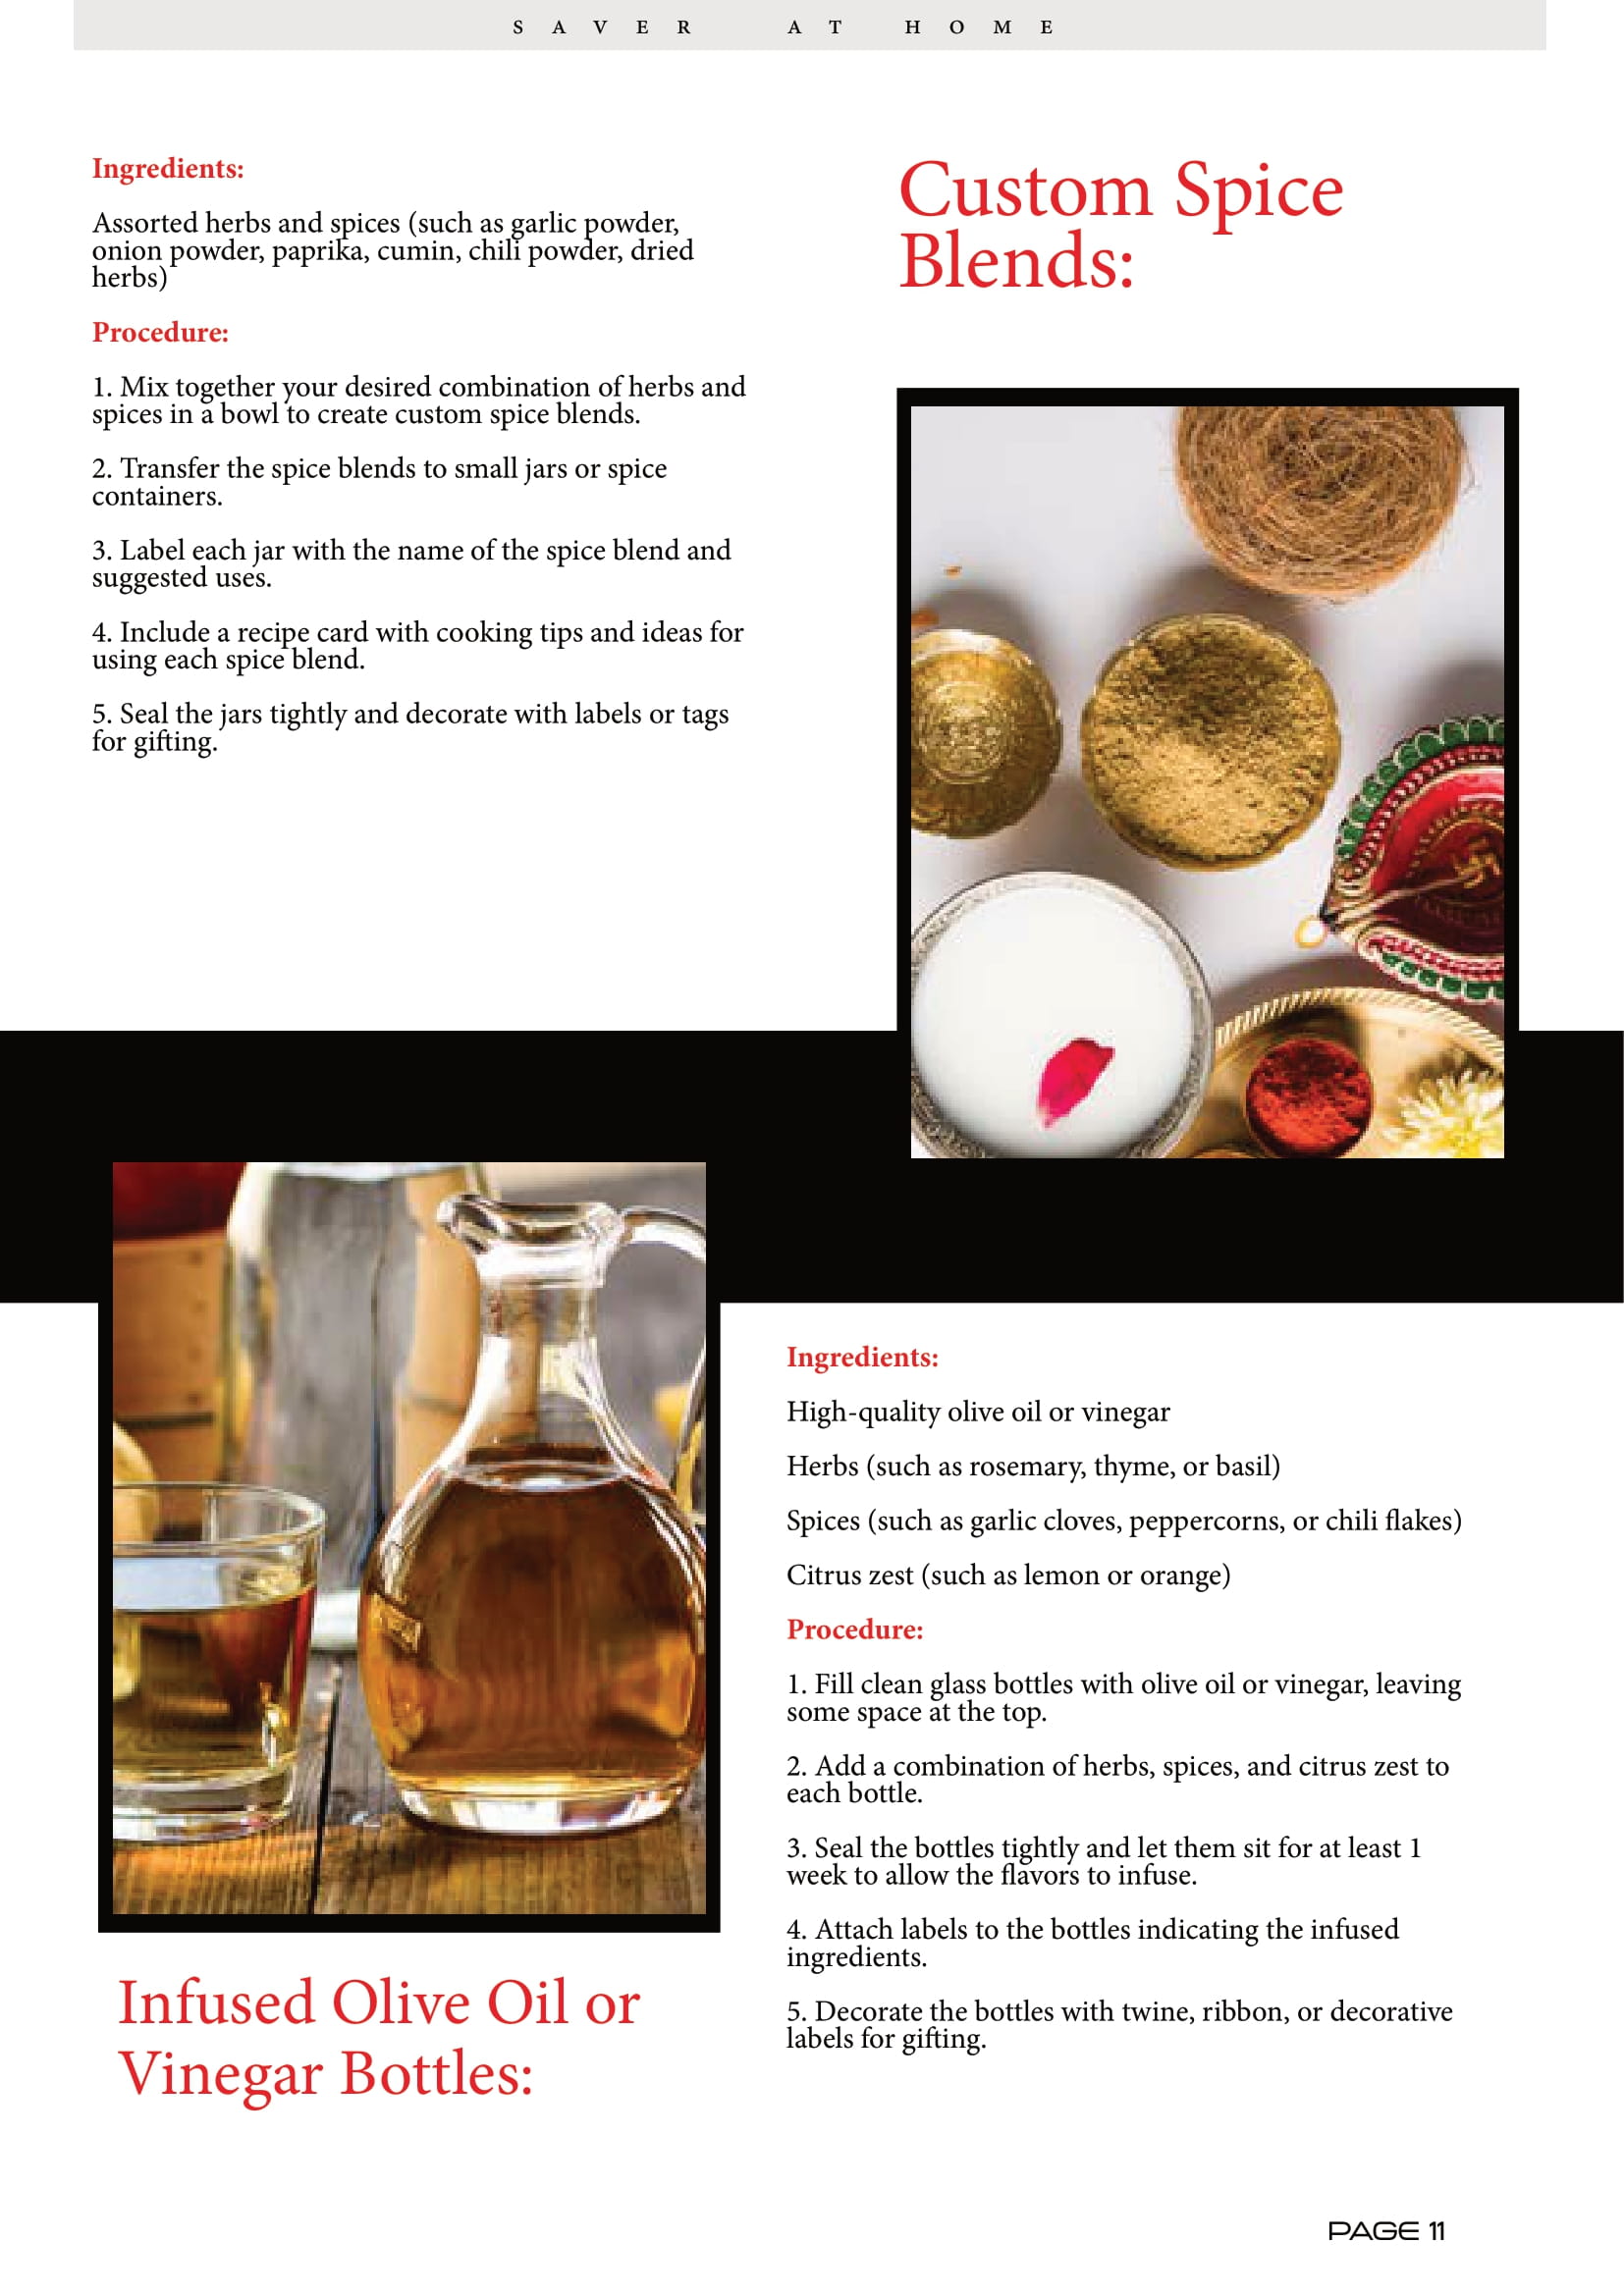 SAVER AT HOME
Custom Spice
Blends:
Ingredients:
Assorted herbs and spices (such as garlic powder,
onion powder, paprika, cumin, chili powder, dried
herbs)
Procedure:
1. Mix together your desired combination of herbs and
spices in a bowl to create custom spice blends.
2. Transfer the spice blends to small jars or spice
containers.
3. Label each jar with the name of the spice blend and
suggested uses.
4. Include a recipe card with cooking tips and ideas for
using each spice blend.
5. Seal the jars tightly and decorate with labels or tags
for gifting.
Infused Olive Oil or
Vinegar Bottles:
Ingredients:
High-quality olive oil or vinegar
Herbs (such as rosemary, thyme, or basil)
Spices (such as garlic cloves, peppercorns, or chili flakes)
Citrus zest (such as lemon or orange)
Procedure:
1. Fill clean glass bottles with olive oil or vinegar, leaving
some space at the top.
2. Add a combination of herbs, spices, and citrus zest to
each bottle.
3. Seal the bottles tightly and let them sit for at least 1
week to allow the flavors to infuse.
4. Attach labels to the bottles indicating the infused
ingredients.
5. Decorate the bottles with twine, ribbon, or decorative
labels for gifting.
PAGE 11